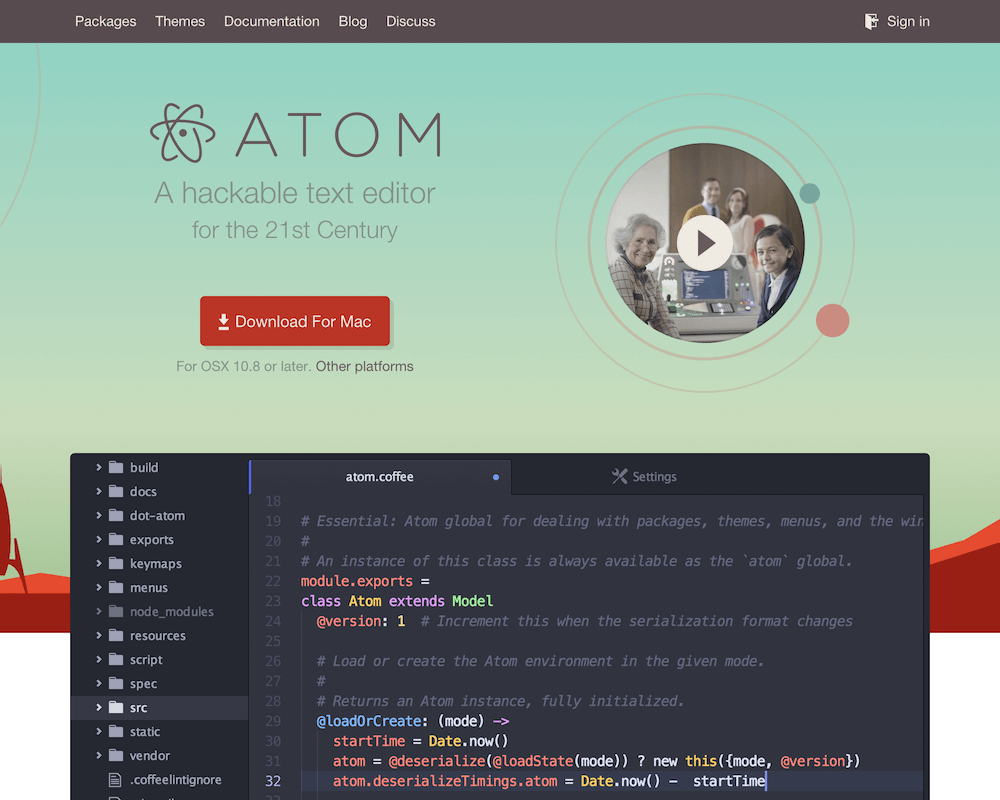 Packages Themes Documentation Blog Discuss Sign in
ATOM
A hackable text editor
for the 21st Century
Download For Mac
For OSX 10.8 or later. Other platforms
build
docs
dot-atom
exports
keymaps
menus
node_modules
resources
script
spec
src
static
vendor
.coffeelintignore
atom.coffee Settings
18
19 # Essential: Atom global for dealing with packages, themes, menus, and the win
20 #
21 # An instance of this class is always available as the `atom` global.
22 module.exports =
23 class Atom extends Model
24 @version: 1 # Increment this when the serialization format changes
25
26 # Load or create the Atom environment in the given mode.
27 #
28 # Returns an Atom instance, fully initialized.
29 @loadOrCreate: (mode) ->
30 startTime = Date.now()
31 atom = @deserialize(@loadState(mode)) ? new this({mode, @version})
32 atom.deserializeTimings.atom = Date.now() - startTime